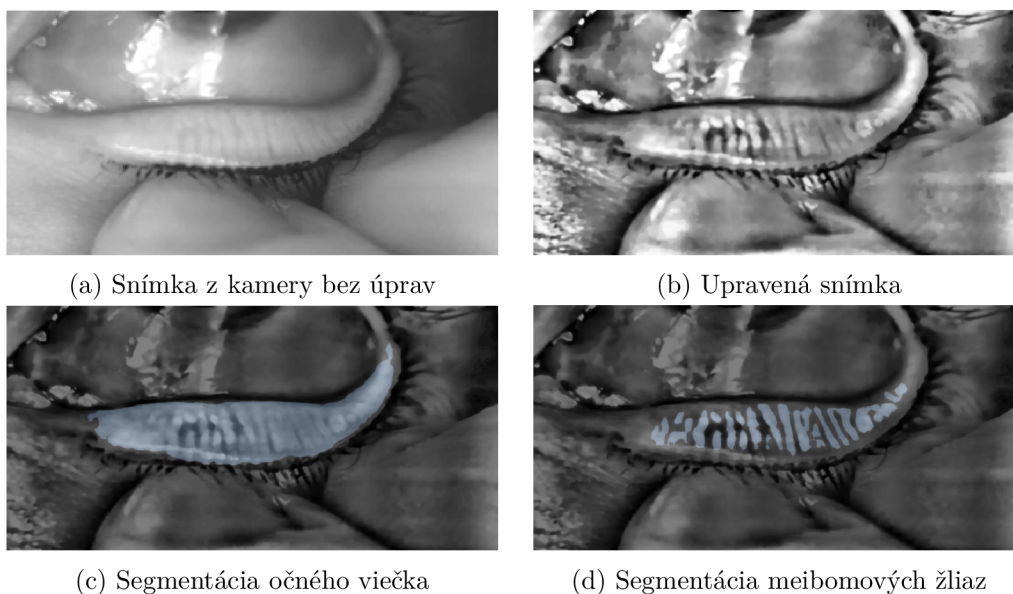 (a) Snímka z kamery bez úprav
(b) Upravená snímka
(c) Segmentácia očného viečka
(d) Segmentácia meibomových žliaz